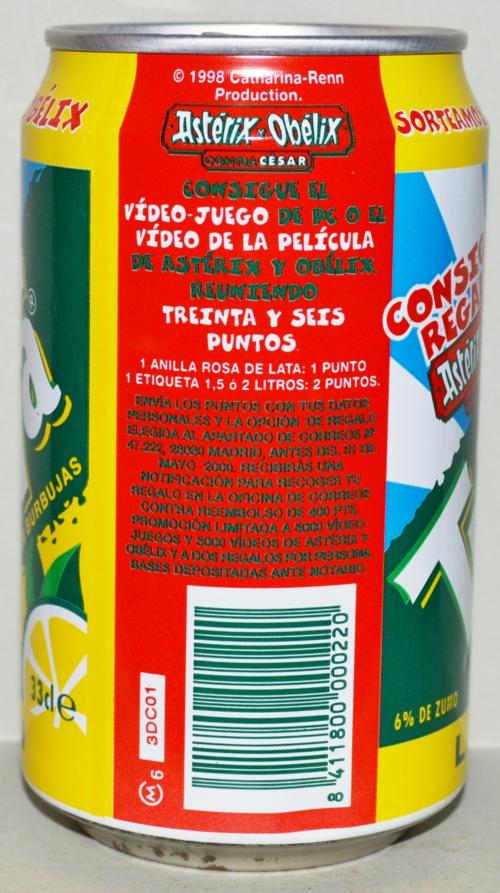 © 1998 Catharina-Renn
Production.
Astérix Y Obélix
CONTRA CÉSAR
CONSIGUE EL
VÍDEO-JUEGO DE PC O EL
VÍDEO DE LA PELÍCULA
DE ASTÉRIX Y OBÉLIX
REUNIENDO
TREINTA Y SEIS
PUNTOS.
1 ANILLA ROSA DE LATA: 1 PUNTO
1 ETIQUETA 1,5 ó 2 LITROS: 2 PUNTOS.
ENVÍA LOS PUNTOS CON TUS DATOS
PERSONALES Y LA OPCIÓN DE REGALO
ELEGIDA AL APARTADO DE CORREOS Nº
47.222, 28080 MADRID, ANTES DEL 31 DE
MAYO 2000. RECIBIRÁS UNA
NOTIFICACIÓN PARA RECOGER TU
REGALO EN LA OFICINA DE CORREOS
CONTRA REEMBOLSO DE 400 PTS.
PROMOCIÓN LIMITADA A 5000 VÍDEO
JUEGOS Y 5000 VÍDEOS DE ASTÉRIX Y
OBÉLIX Y A DOS REGALOS POR PERSONA.
BASES DEPOSITADAS ANTE NOTARIO.
8 411800 000220
3DC01
M 6
OBÉLIX
®
a
BURBUJAS
33cl e
SORTEAMOS
CONSIG
REGA
Astér
T
6% DE ZUMO
L